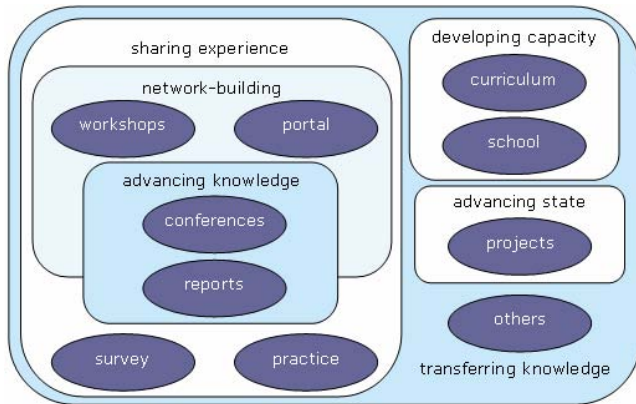 sharing experience
network-building
workshops
portal
advancing knowledge
conferences
reports
survey
practice
developing capacity
curriculum
school
advancing state
projects
others
transferring knowledge